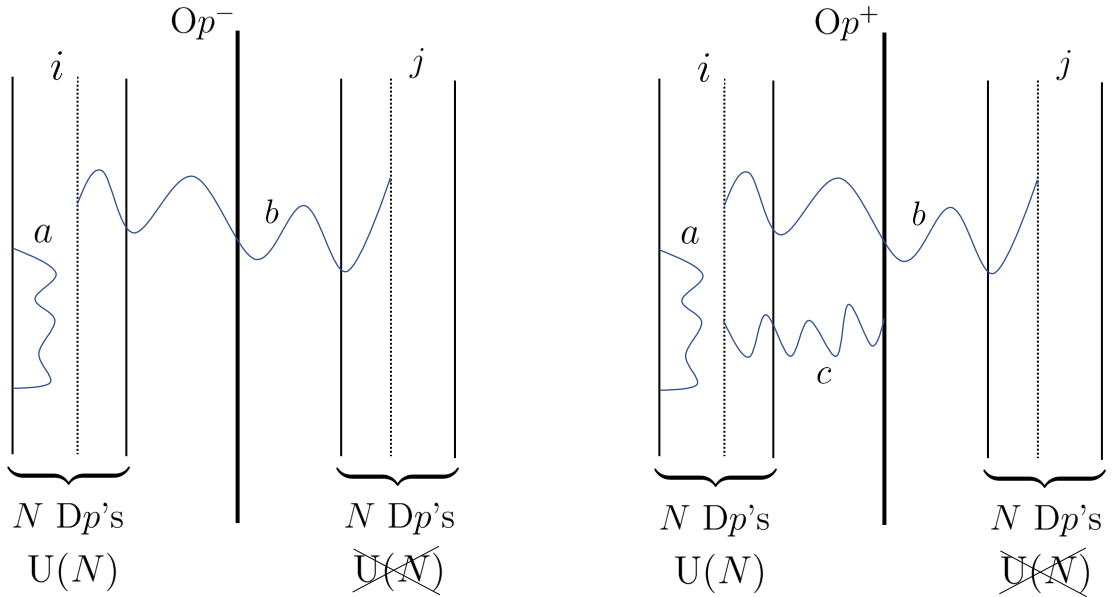 Op⁻ Op⁺
i j i j
b b
a a
c
N Dp's N Dp's N Dp's N Dp's
U(N) U(N) U(N) U(N)